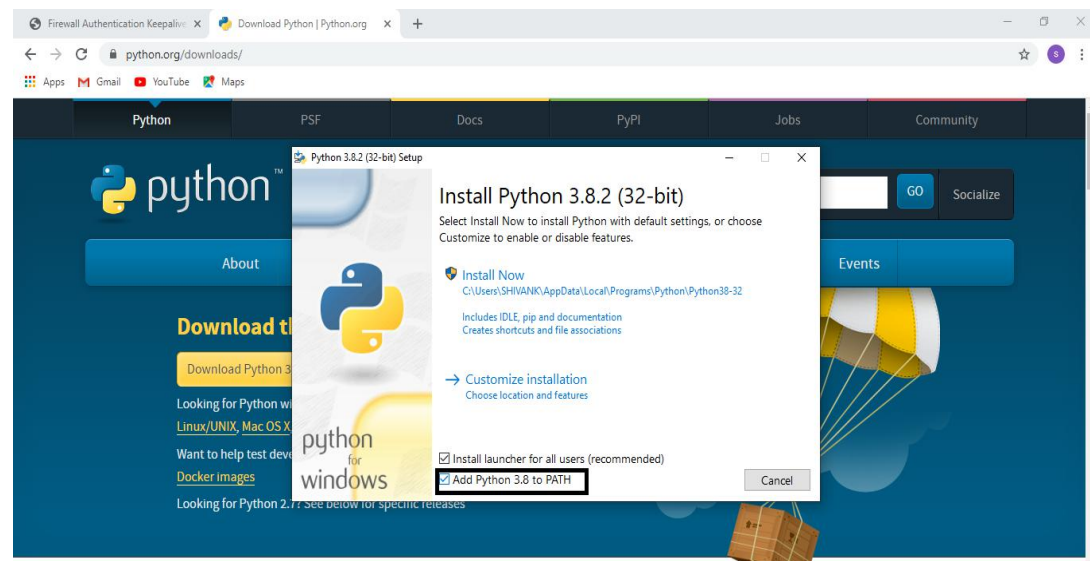 Firewall Authentication Keepalive
Download Python | Python.org
python.org/downloads/
S
Apps Gmail YouTube Maps
Python PSF Docs PyPI Jobs Community
python™
GO Socialize
About Events
Download t
Download Python 3
Looking for Python wi
Linux/UNIX, Mac OS X
Want to help test deve
Docker images
Looking for Python 2.7? See below for specific releases
Python 3.8.2 (32-bit) Setup
Install Python 3.8.2 (32-bit)
Select Install Now to install Python with default settings, or choose
Customize to enable or disable features.
Install Now
C:\Users\SHIVANK\AppData\Local\Programs\Python\Python38-32
Includes IDLE, pip and documentation
Creates shortcuts and file associations
Customize installation
Choose location and features
python
for
windows
Install launcher for all users (recommended)
Add Python 3.8 to PATH
Cancel